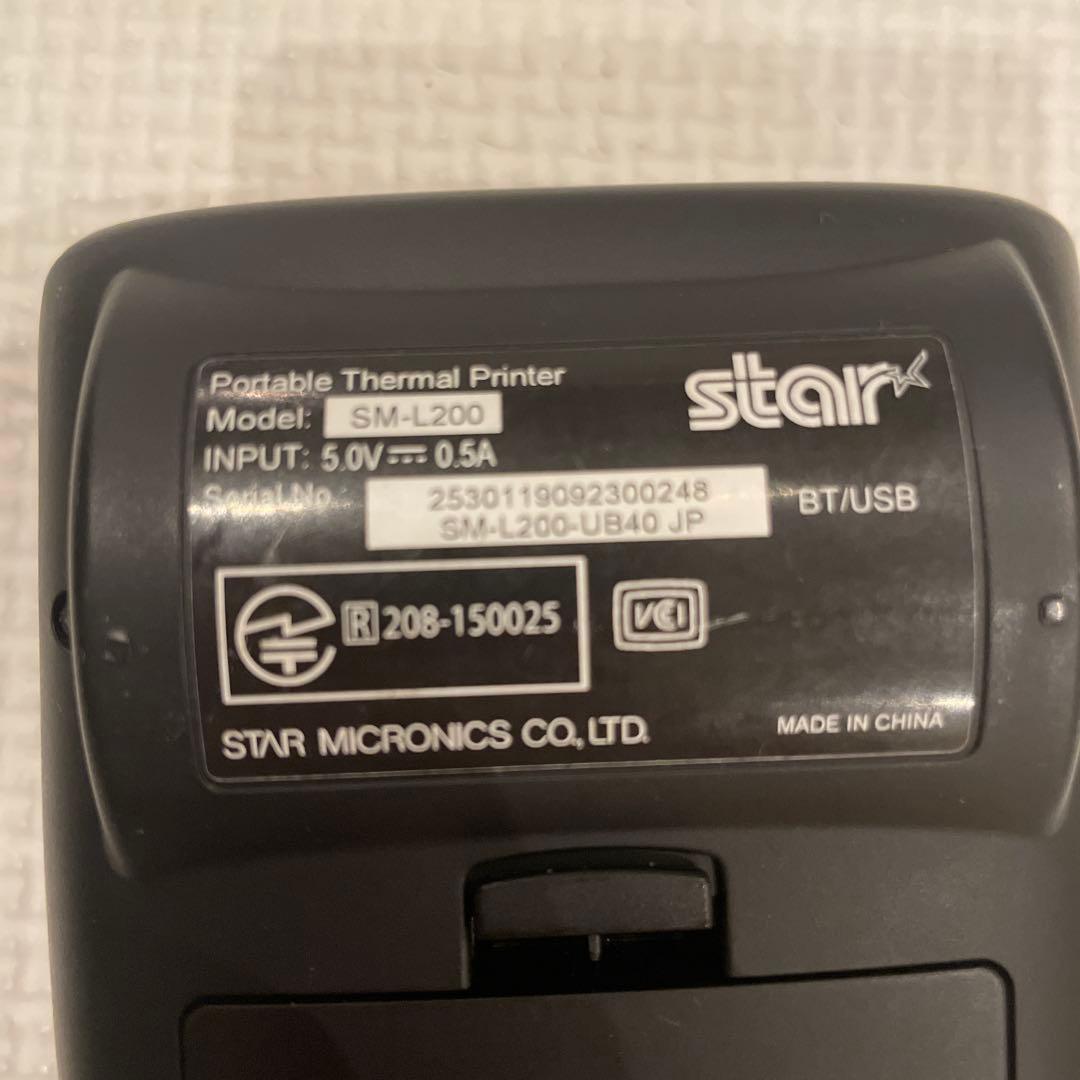 Portable Thermal Printer
star
Model: SM-L200
INPUT: 5.0V⎓ 0.5A
Serial No.
2530119092300248
SM-L200-UB40 JP
BT/USB
R 208-150025
VCI
STAR MICRONICS CO., LTD.
MADE IN CHINA